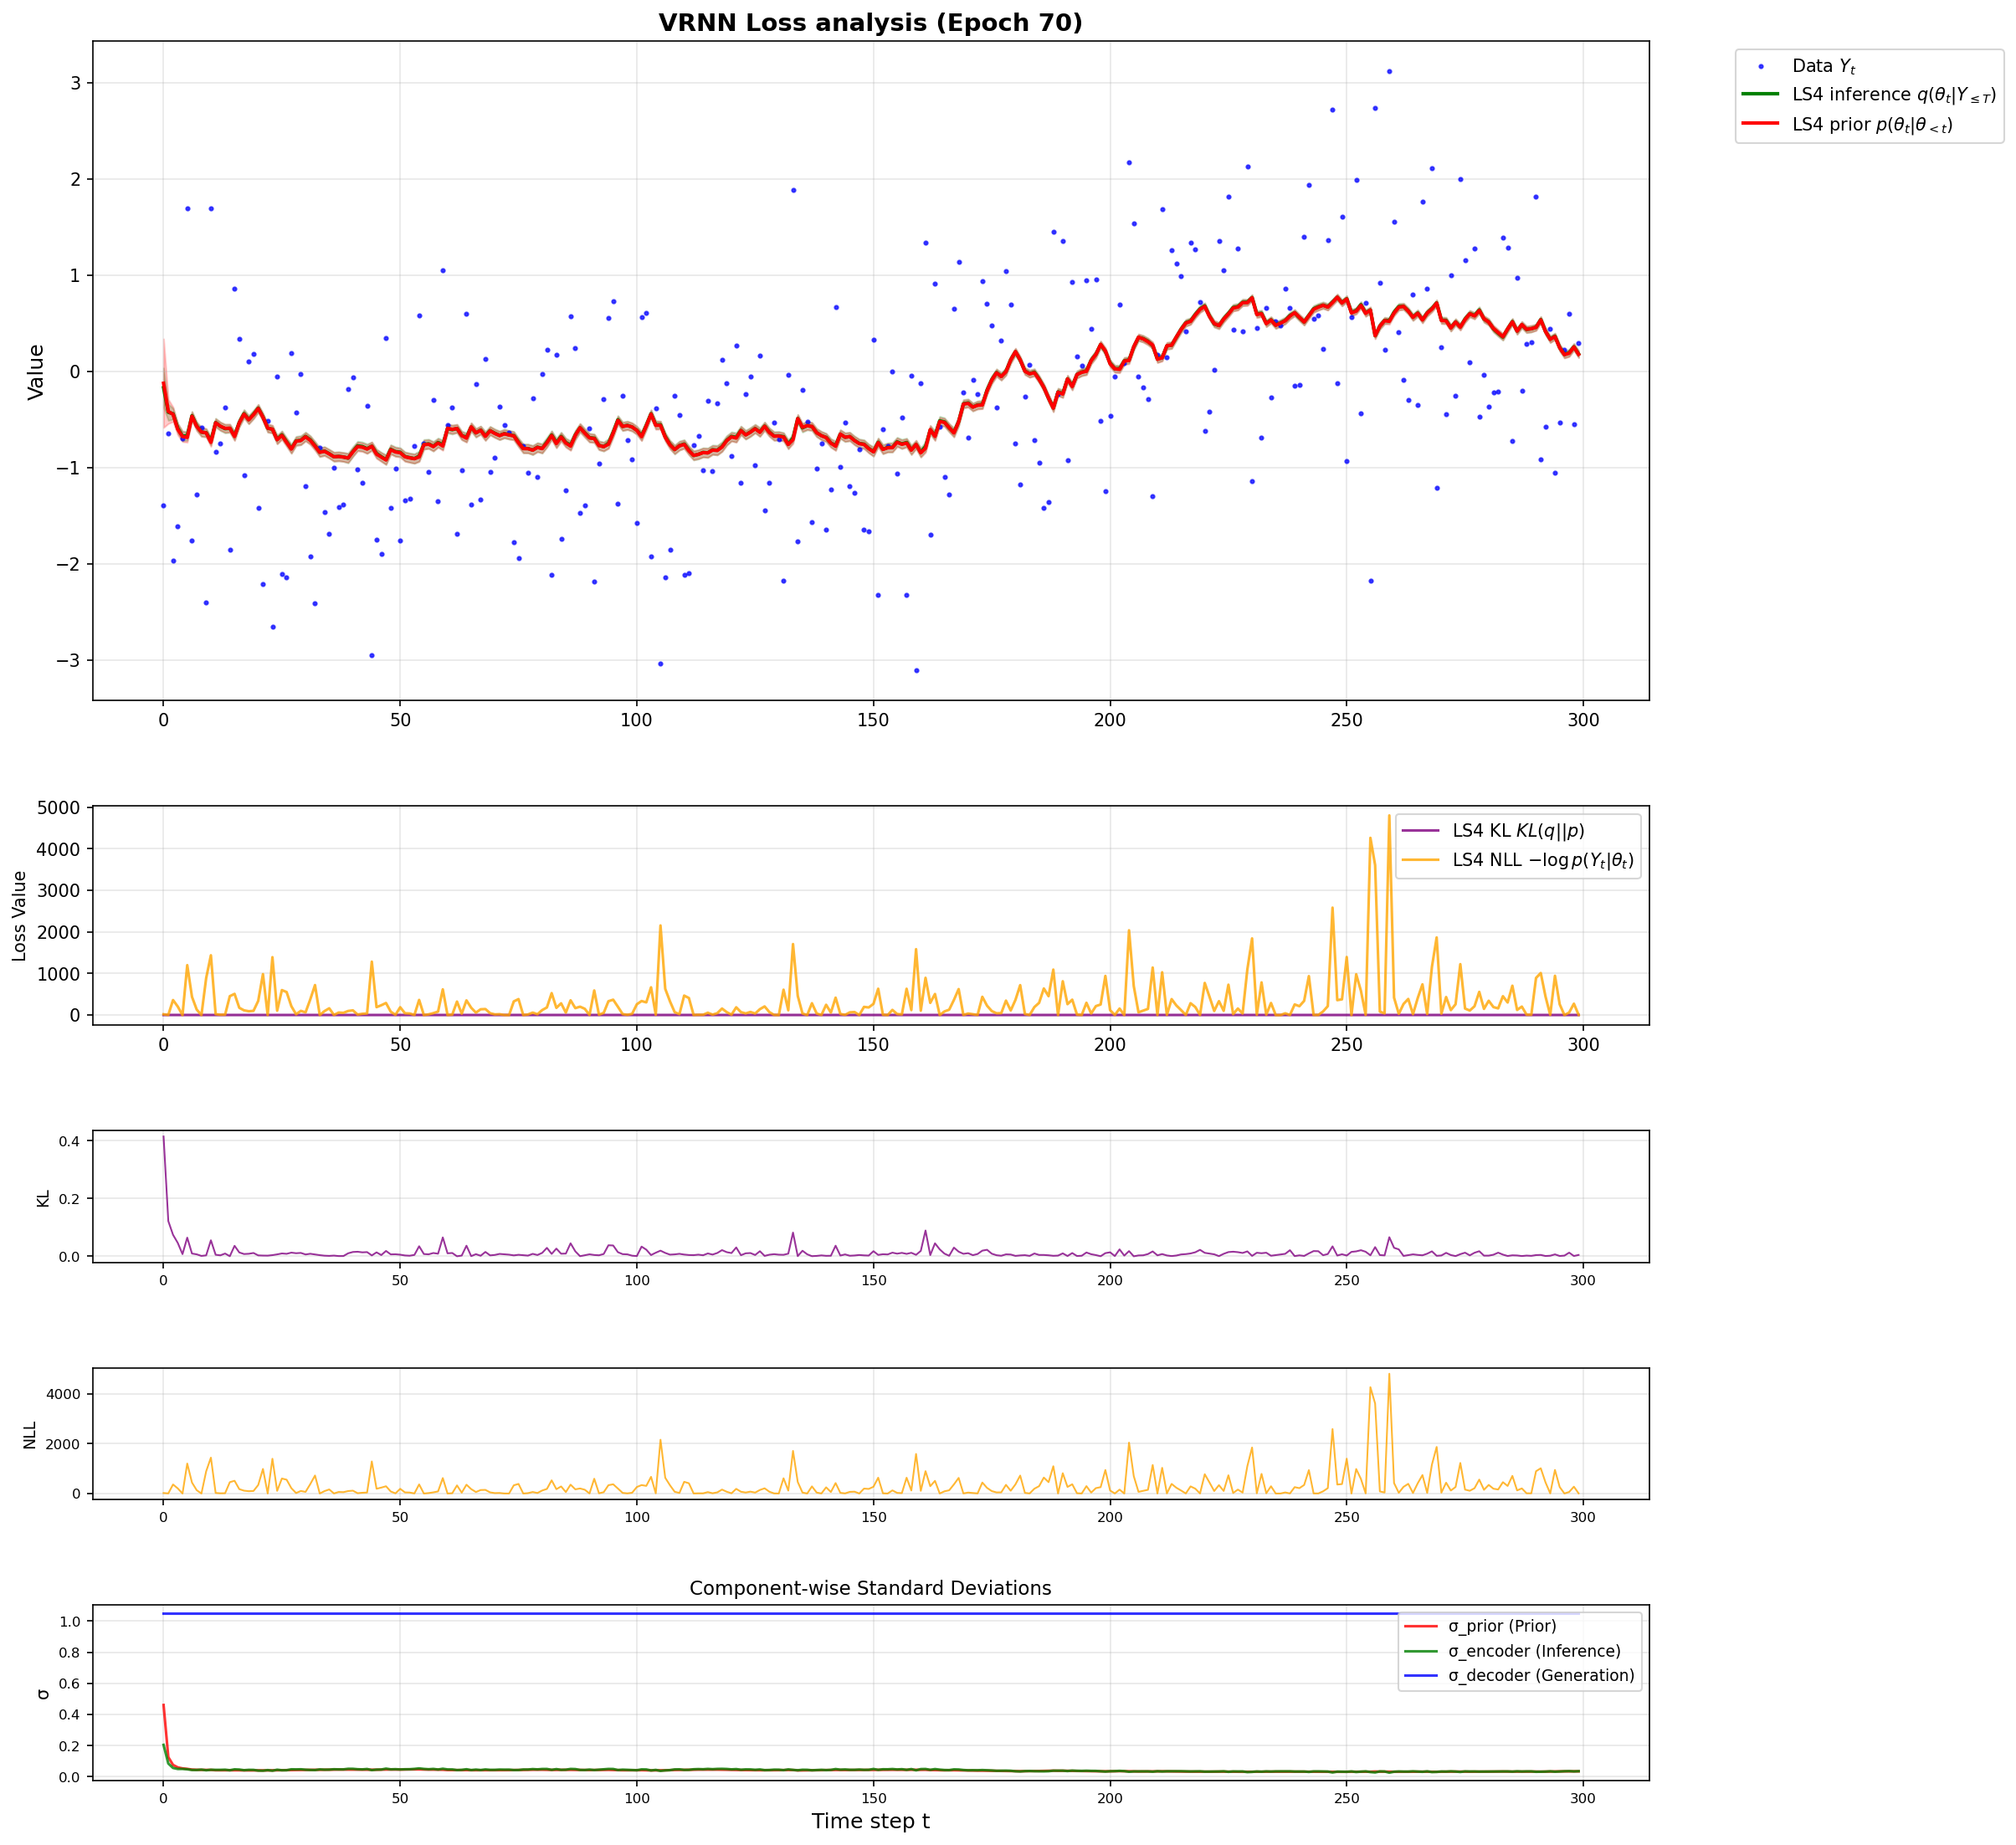 VRNN Loss analysis (Epoch 70)
Value
3
2
1
0
−1
−2
−3
0 50 100 150 200 250 300
Data Y_t
LS4 inference q(θ_t|Y_{≤T})
LS4 prior p(θ_t|θ_{<t})
Loss Value
5000
4000
3000
2000
1000
0
LS4 KL KL(q||p)
LS4 NLL −log p(Y_t|θ_t)
0 50 100 150 200 250 300
KL
0.4
0.2
0.0
0 50 100 150 200 250 300
NLL
4000
2000
0
0 50 100 150 200 250 300
Component-wise Standard Deviations
σ
1.0
0.8
0.6
0.4
0.2
0.0
σ_prior (Prior)
σ_encoder (Inference)
σ_decoder (Generation)
0 50 100 150 200 250 300
Time step t